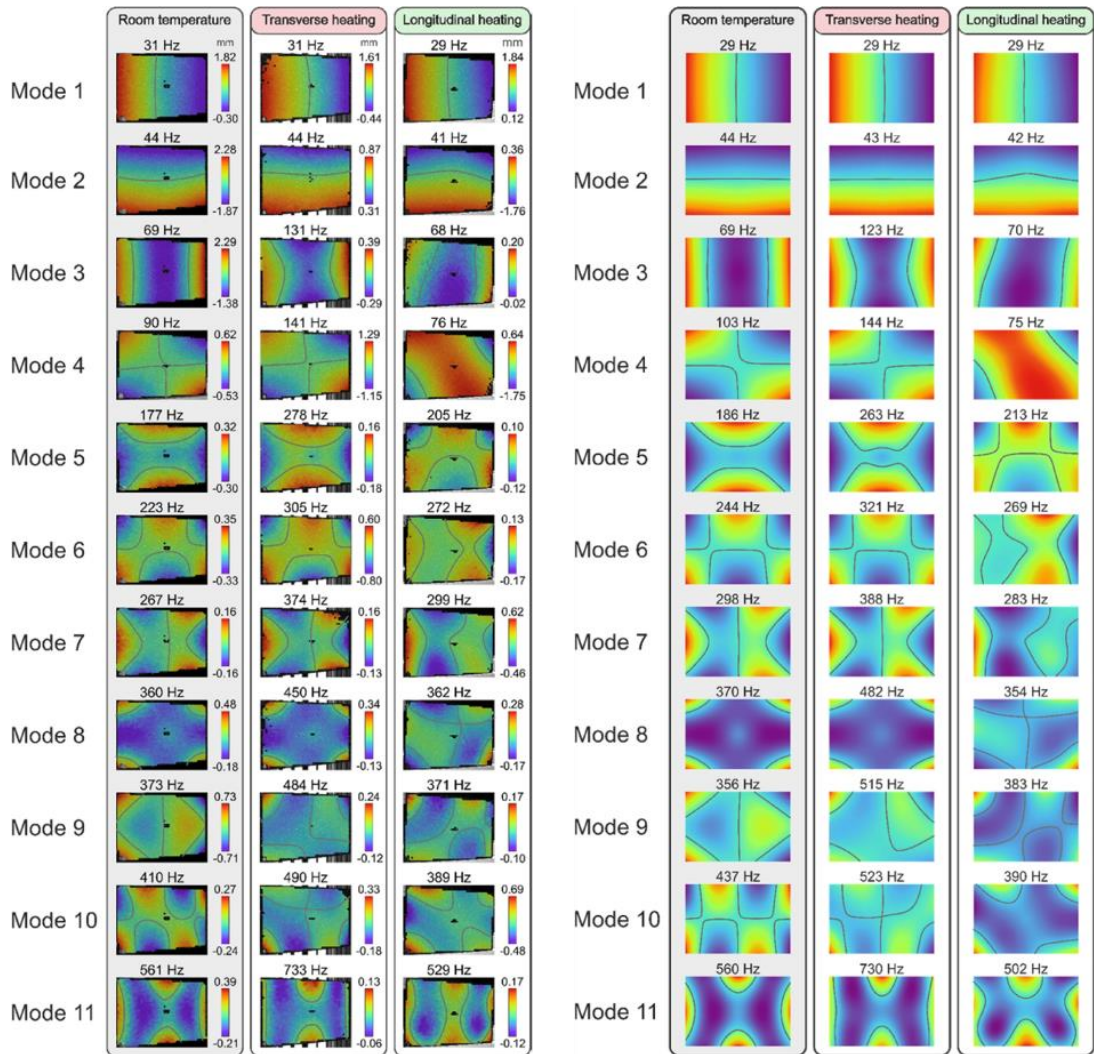 Room temperature Transverse heating Longitudinal heating Room temperature Transverse heating Longitudinal heating
31 Hz mm 31 Hz mm 29 Hz mm 29 Hz 29 Hz 29 Hz
Mode 1 1.82 -0.30 1.61 -0.44 1.84 0.12 Mode 1
44 Hz 44 Hz 41 Hz 44 Hz 43 Hz 42 Hz
Mode 2 2.28 -1.87 0.87 0.31 0.36 -1.76 Mode 2
69 Hz 131 Hz 68 Hz 69 Hz 123 Hz 70 Hz
Mode 3 2.29 -1.38 0.39 -0.29 0.20 -0.02 Mode 3
90 Hz 141 Hz 76 Hz 103 Hz 144 Hz 75 Hz
Mode 4 0.62 -0.53 1.29 -1.15 0.64 -1.75 Mode 4
177 Hz 278 Hz 205 Hz 186 Hz 263 Hz 213 Hz
Mode 5 0.32 -0.30 0.16 -0.18 0.10 -0.12 Mode 5
223 Hz 305 Hz 272 Hz 244 Hz 321 Hz 269 Hz
Mode 6 0.35 -0.33 0.60 -0.80 0.13 -0.17 Mode 6
267 Hz 374 Hz 299 Hz 298 Hz 388 Hz 283 Hz
Mode 7 0.16 -0.16 0.16 -0.13 0.62 -0.46 Mode 7
360 Hz 450 Hz 362 Hz 370 Hz 482 Hz 354 Hz
Mode 8 0.48 -0.18 0.34 -0.13 0.28 -0.17 Mode 8
373 Hz 484 Hz 371 Hz 356 Hz 515 Hz 383 Hz
Mode 9 0.73 -0.71 0.24 -0.12 0.17 -0.10 Mode 9
410 Hz 490 Hz 389 Hz 437 Hz 523 Hz 390 Hz
Mode 10 0.27 -0.24 0.33 -0.18 0.69 -0.48 Mode 10
561 Hz 733 Hz 529 Hz 560 Hz 730 Hz 502 Hz
Mode 11 0.39 -0.21 0.13 -0.06 0.17 -0.12 Mode 11